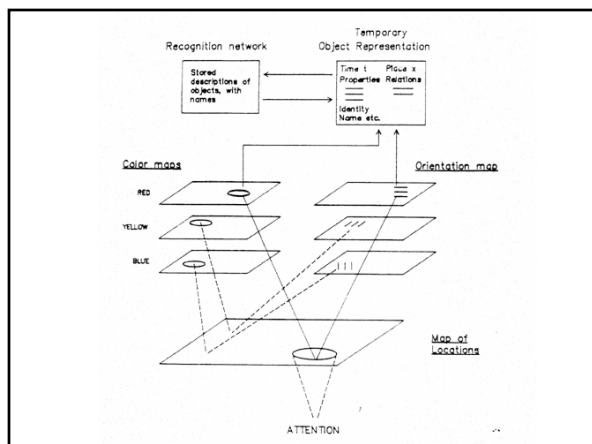 Temporary
Recognition network Object Representation
Stored
descriptions of
objects, with
names
Time t Place x
Properties Relations
Identity
Name etc.
Color maps
Orientation map
RED
YELLOW
BLUE
Map of
Locations
ATTENTION